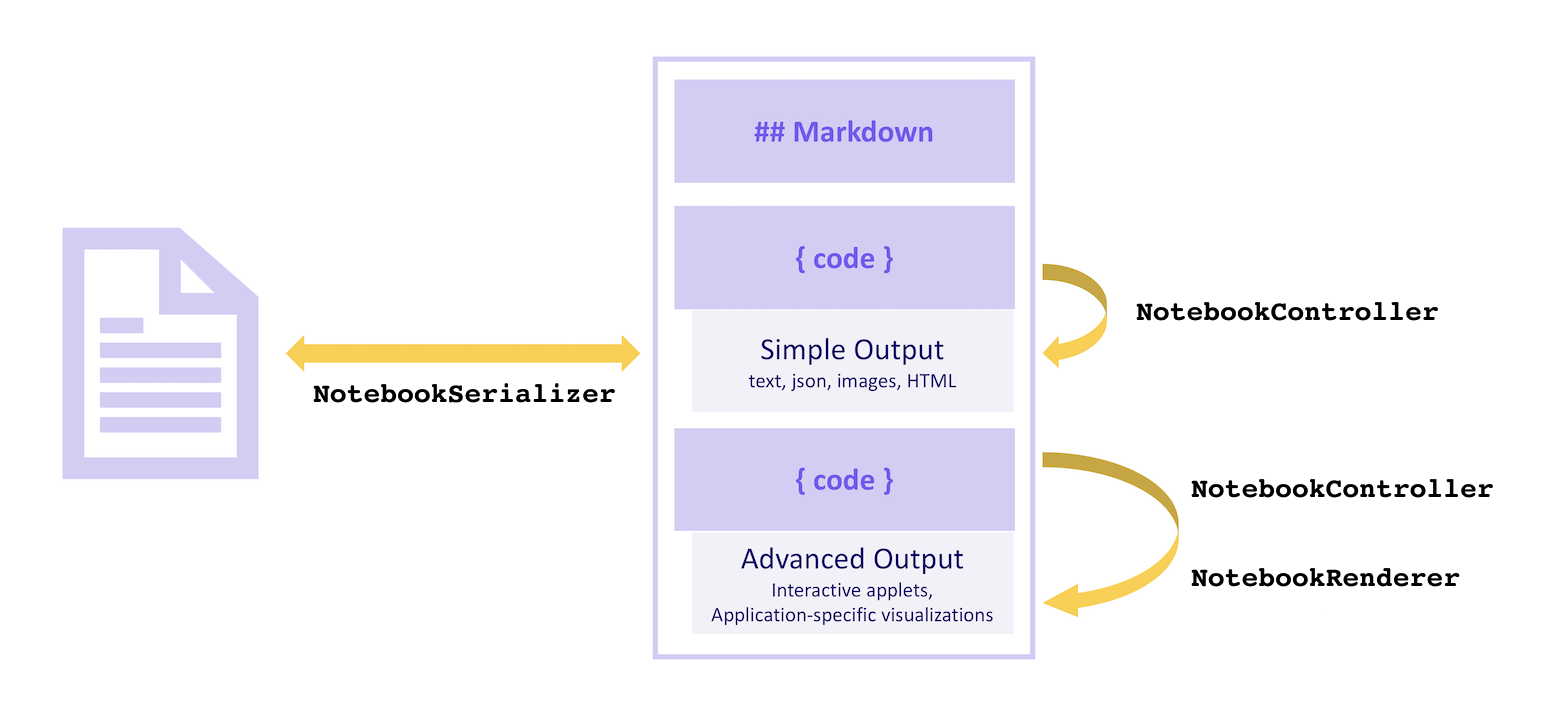 ## Markdown
{ code }
NotebookController
Simple Output
text, json, images, HTML
NotebookSerializer
{ code }
NotebookController
Advanced Output
Interactive applets,
Application-specific visualizations
NotebookRenderer